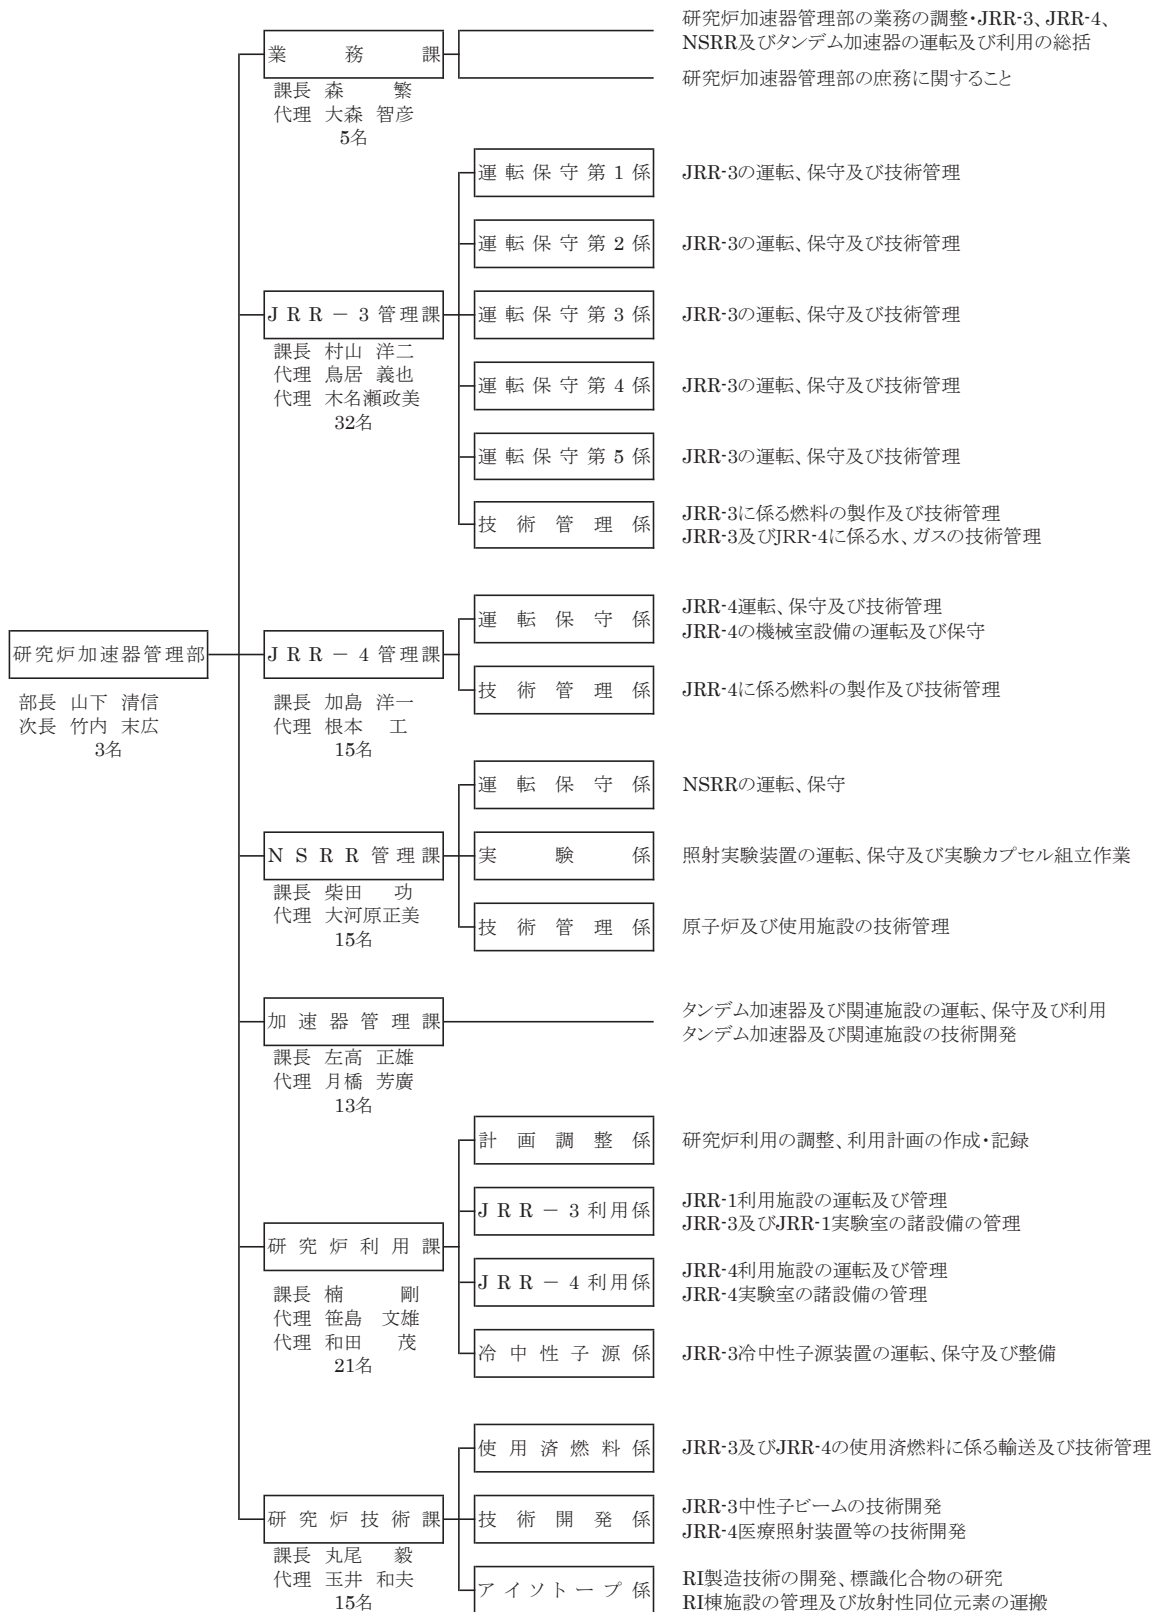 研究炉加速器管理部
部長 山下 清信
次長 竹内 末広
3名
業務課
課長 森 繁
代理 大森 智彦
5名
研究炉加速器管理部の業務の調整・JRR-3、JRR-4、
NSRR及びタンデム加速器の運転及び利用の総括
研究炉加速器管理部の庶務に関すること
JRR－3管理課
課長 村山 洋二
代理 鳥居 義也
代理 木名瀬政美
32名
運転保守第1係
JRR-3の運転、保守及び技術管理
運転保守第2係
JRR-3の運転、保守及び技術管理
運転保守第3係
JRR-3の運転、保守及び技術管理
運転保守第4係
JRR-3の運転、保守及び技術管理
運転保守第5係
JRR-3の運転、保守及び技術管理
技術管理係
JRR-3に係る燃料の製作及び技術管理
JRR-3及びJRR-4に係る水、ガスの技術管理
JRR－4管理課
課長 加島 洋一
代理 根本 工
15名
運転保守係
JRR-4運転、保守及び技術管理
JRR-4の機械室設備の運転及び保守
技術管理係
JRR-4に係る燃料の製作及び技術管理
NSRR管理課
課長 柴田 功
代理 大河原正美
15名
運転保守係
NSRRの運転、保守
実験係
照射実験装置の運転、保守及び実験カプセル組立作業
技術管理係
原子炉及び使用施設の技術管理
加速器管理課
課長 左高 正雄
代理 月橋 芳廣
13名
タンデム加速器及び関連施設の運転、保守及び利用
タンデム加速器及び関連施設の技術開発
研究炉利用課
課長 楠 剛
代理 笹島 文雄
代理 和田 茂
21名
計画調整係
研究炉利用の調整、利用計画の作成・記録
JRR－3利用係
JRR-1利用施設の運転及び管理
JRR-3及びJRR-1実験室の諸設備の管理
JRR－4利用係
JRR-4利用施設の運転及び管理
JRR-4実験室の諸設備の管理
冷中性子源係
JRR-3冷中性子源装置の運転、保守及び整備
研究炉技術課
課長 丸尾 毅
代理 玉井 和夫
15名
使用済燃料係
JRR-3及びJRR-4の使用済燃料に係る輸送及び技術管理
技術開発係
JRR-3中性子ビームの技術開発
JRR-4医療照射装置等の技術開発
アイソトープ係
RI製造技術の開発、標識化合物の研究
RI棟施設の管理及び放射性同位元素の運搬